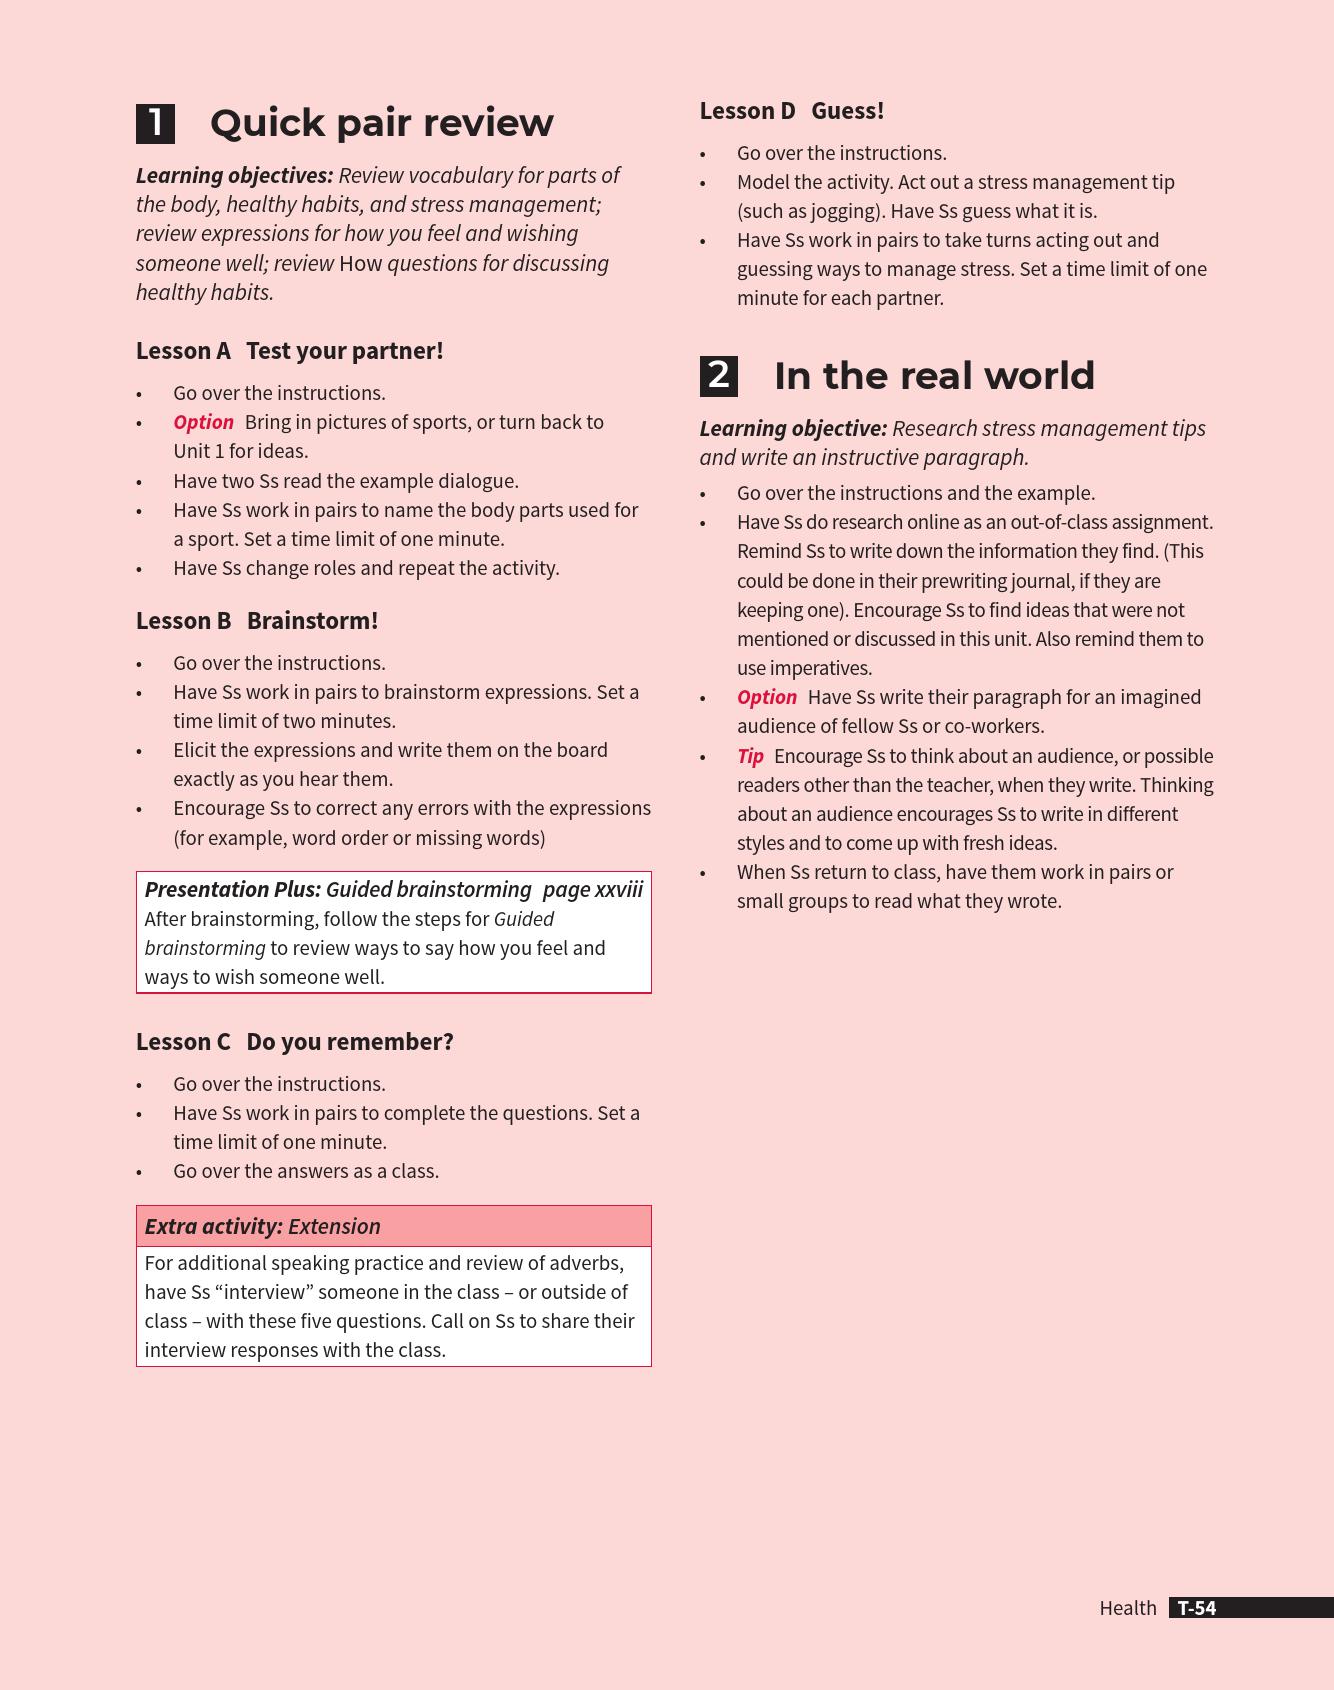 1 Quick pair review
Learning objectives: Review vocabulary for parts of
the body, healthy habits, and stress management;
review expressions for how you feel and wishing
someone well; review How questions for discussing
healthy habits.
Lesson A Test your partner!
• Go over the instructions.
• Option Bring in pictures of sports, or turn back to
Unit 1 for ideas.
• Have two Ss read the example dialogue.
• Have Ss work in pairs to name the body parts used for
a sport. Set a time limit of one minute.
• Have Ss change roles and repeat the activity.
Lesson B Brainstorm!
• Go over the instructions.
• Have Ss work in pairs to brainstorm expressions. Set a
time limit of two minutes.
• Elicit the expressions and write them on the board
exactly as you hear them.
• Encourage Ss to correct any errors with the expressions
(for example, word order or missing words)
Presentation Plus: Guided brainstorming page xxviii
After brainstorming, follow the steps for Guided
brainstorming to review ways to say how you feel and
ways to wish someone well.
Lesson C Do you remember?
• Go over the instructions.
• Have Ss work in pairs to complete the questions. Set a
time limit of one minute.
• Go over the answers as a class.
Extra activity: Extension
For additional speaking practice and review of adverbs,
have Ss “interview” someone in the class – or outside of
class – with these five questions. Call on Ss to share their
interview responses with the class.
Lesson D Guess!
• Go over the instructions.
• Model the activity. Act out a stress management tip
(such as jogging). Have Ss guess what it is.
• Have Ss work in pairs to take turns acting out and
guessing ways to manage stress. Set a time limit of one
minute for each partner.
2 In the real world
Learning objective: Research stress management tips
and write an instructive paragraph.
• Go over the instructions and the example.
• Have Ss do research online as an out-of-class assignment.
Remind Ss to write down the information they find. (This
could be done in their prewriting journal, if they are
keeping one). Encourage Ss to find ideas that were not
mentioned or discussed in this unit. Also remind them to
use imperatives.
• Option Have Ss write their paragraph for an imagined
audience of fellow Ss or co-workers.
• Tip Encourage Ss to think about an audience, or possible
readers other than the teacher, when they write. Thinking
about an audience encourages Ss to write in different
styles and to come up with fresh ideas.
• When Ss return to class, have them work in pairs or
small groups to read what they wrote.
Health T-54